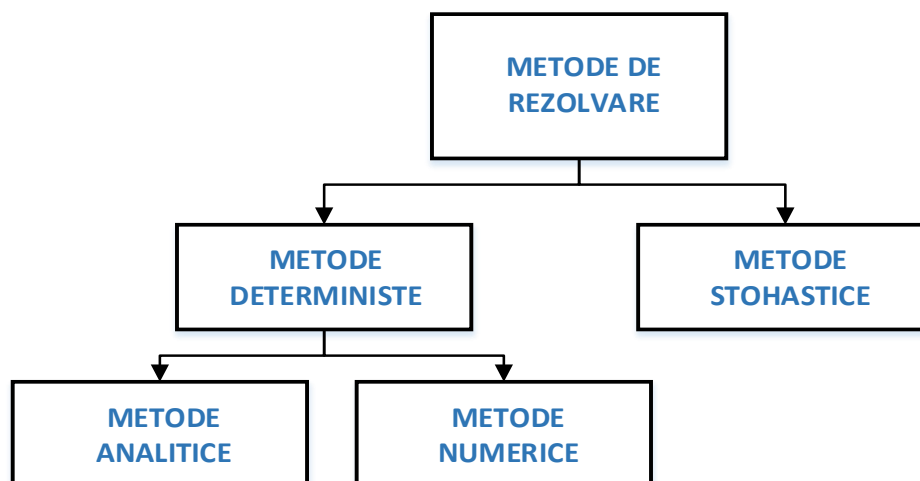 METODE DE
REZOLVARE
METODE
DETERMINISTE
METODE
STOHASTICE
METODE
ANALITICE
METODE
NUMERICE